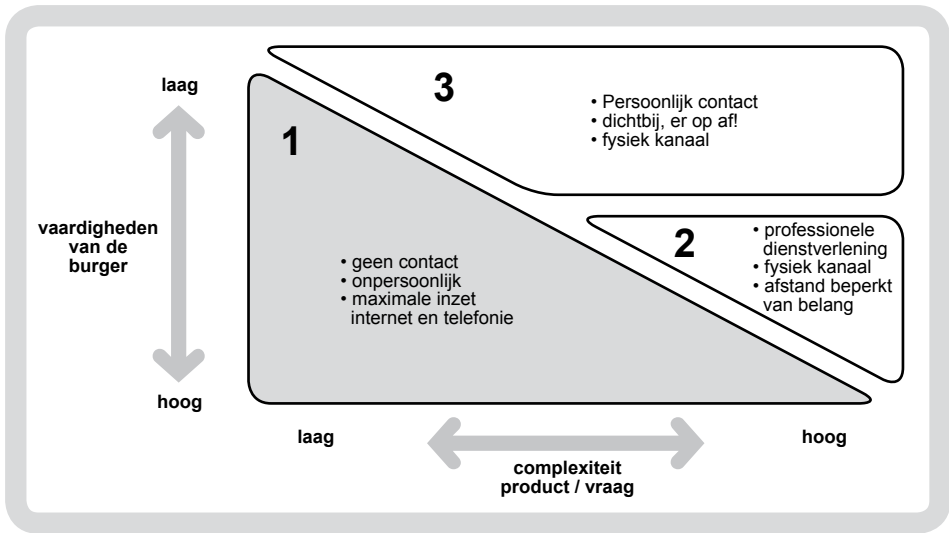 3
• Persoonlijk contact
• dichtbij, er op af!
• fysiek kanaal
laag
1
vaardigheden
van de
burger
2
• professionele
dienstverlening
• fysiek kanaal
• afstand beperkt
van belang
• geen contact
• onpersoonlijk
• maximale inzet
internet en telefonie
hoog
laag
hoog
complexiteit
product / vraag